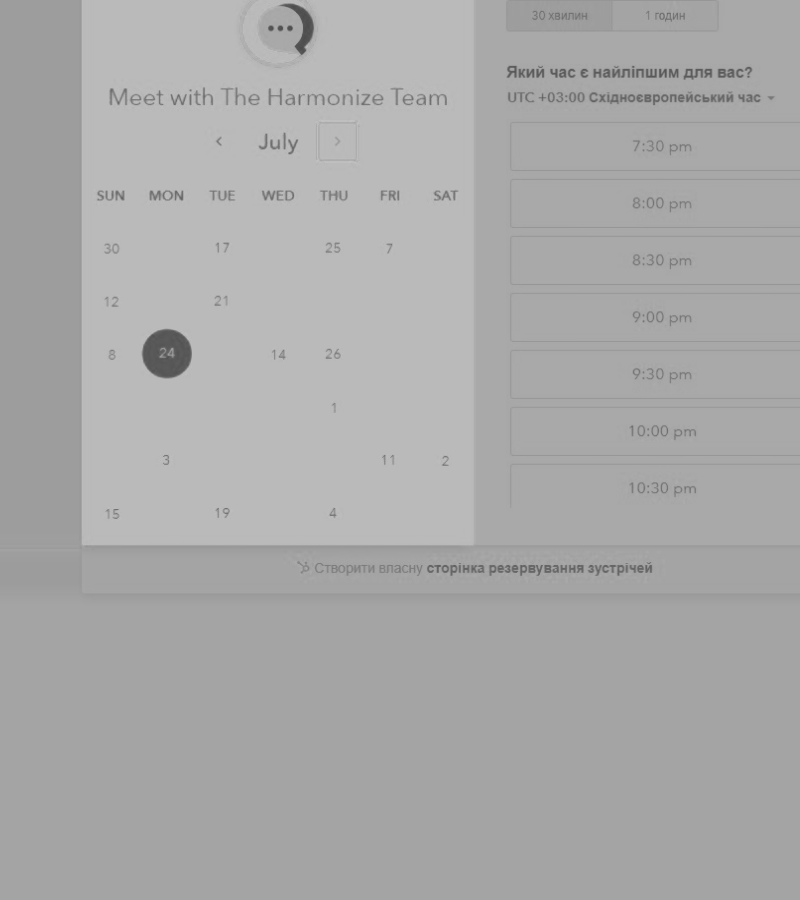 Meet with The Harmonize Team
July
SUN MON TUE WED THU FRI SAT
30 17 25 7
12 21
8 24 14 26
1
3 11 2
15 19 4
30 хвилин 1 годин
Який час є найліпшим для вас?
UTC +03:00 Східноєвропейський час
7:30 pm
8:00 pm
8:30 pm
9:00 pm
9:30 pm
10:00 pm
10:30 pm
Створити власну сторінка резервування зустрічей